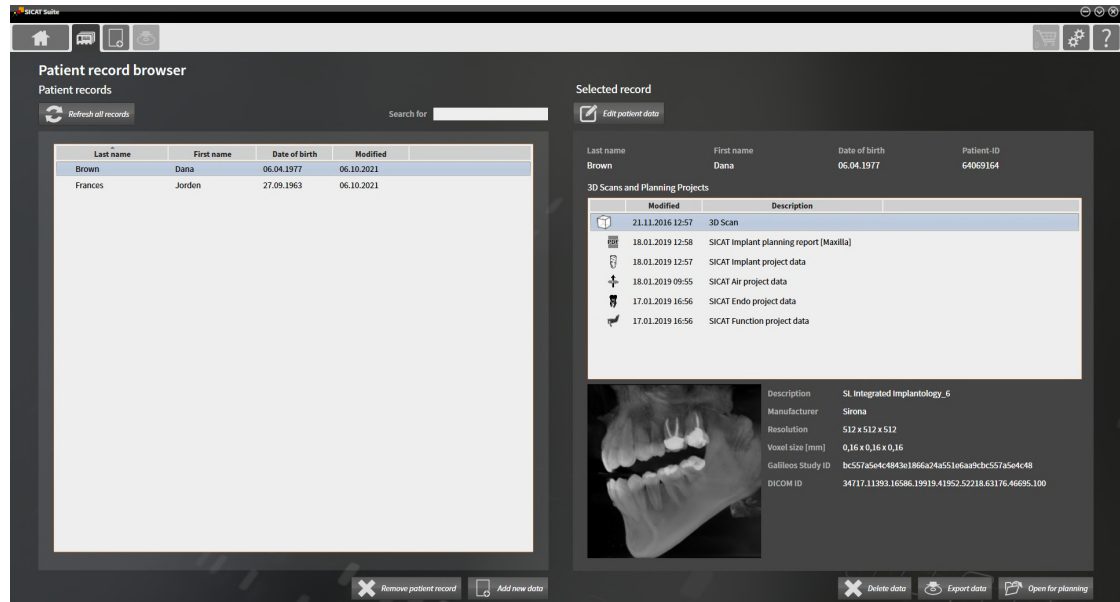 SICAT Suite
Patient record browser
Patient records
Refresh all records
Search for
Last name First name Date of birth Modified
Brown Dana 06.04.1977 06.10.2021
Frances Jorden 27.09.1963 06.10.2021
Remove patient record Add new data
Selected record
Edit patient data
Last name First name Date of birth Patient-ID
Brown Dana 06.04.1977 64069164
3D Scans and Planning Projects
Modified Description
21.11.2016 12:57 3D Scan
PDF 18.01.2019 12:58 SICAT Implant planning report [Maxilla]
18.01.2019 12:57 SICAT Implant project data
18.01.2019 09:55 SICAT Air project data
17.01.2019 16:56 SICAT Endo project data
17.01.2019 16:56 SICAT Function project data
Description SL Integrated Implantology_6
Manufacturer Sirona
Resolution 512 x 512 x 512
Voxel size [mm] 0,16 x 0,16 x 0,16
Galileos Study ID bc557a5e4c4843e1866a24a551e6aa9cbc557a5e4c48
DICOM ID 34717.11393.16586.19919.41952.52218.63176.46695.100
Delete data Export data Open for planning